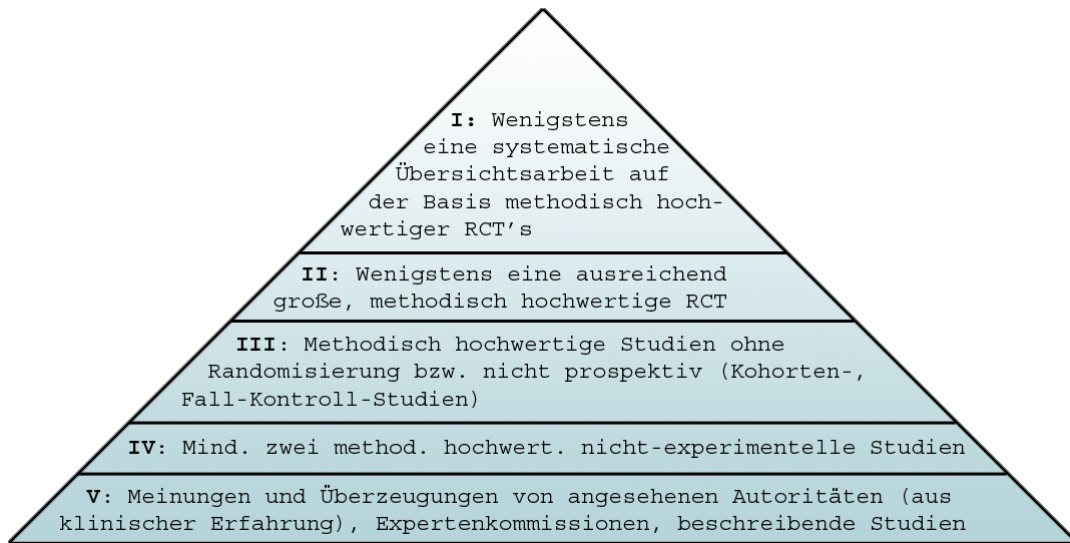 I: Wenigstens
eine systematische
Übersichtsarbeit auf
der Basis methodisch hoch-
wertiger RCT's
II: Wenigstens eine ausreichend
große, methodisch hochwertige RCT
III: Methodisch hochwertige Studien ohne
Randomisierung bzw. nicht prospektiv (Kohorten-,
Fall-Kontroll-Studien)
IV: Mind. zwei method. hochwert. nicht-experimentelle Studien
V: Meinungen und Überzeugungen von angesehenen Autoritäten (aus
klinischer Erfahrung), Expertenkommissionen, beschreibende Studien